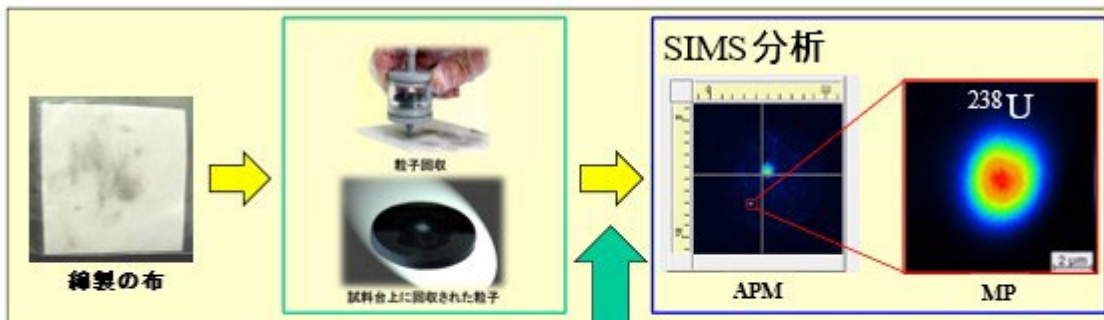 綿製の布
粒子回収
試料台上に回収された粒子
SIMS 分析
238U
2 μm
APM
MP